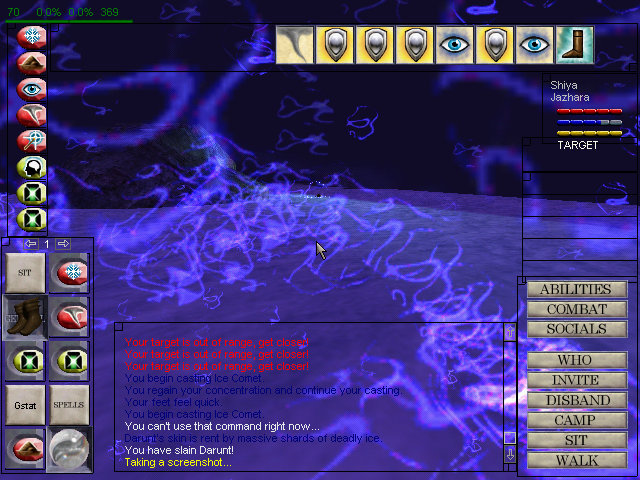 70 0.0% 0.0% 369
Shiya
Jazhara
TARGET
1
SIT
Gstat
SPELLS
Your target is out of range, get closer!
Your target is out of range, get closer!
Your target is out of range, get closer!
You begin casting Ice Comet.
You regain your concentration and continue your casting.
Your feet feel quick.
You begin casting Ice Comet.
You can't use that command right now...
Darunt's skin is rent by massive shards of deadly ice.
You have slain Darunt!
Taking a screenshot...
ABILITIES
COMBAT
SOCIALS
WHO
INVITE
DISBAND
CAMP
SIT
WALK